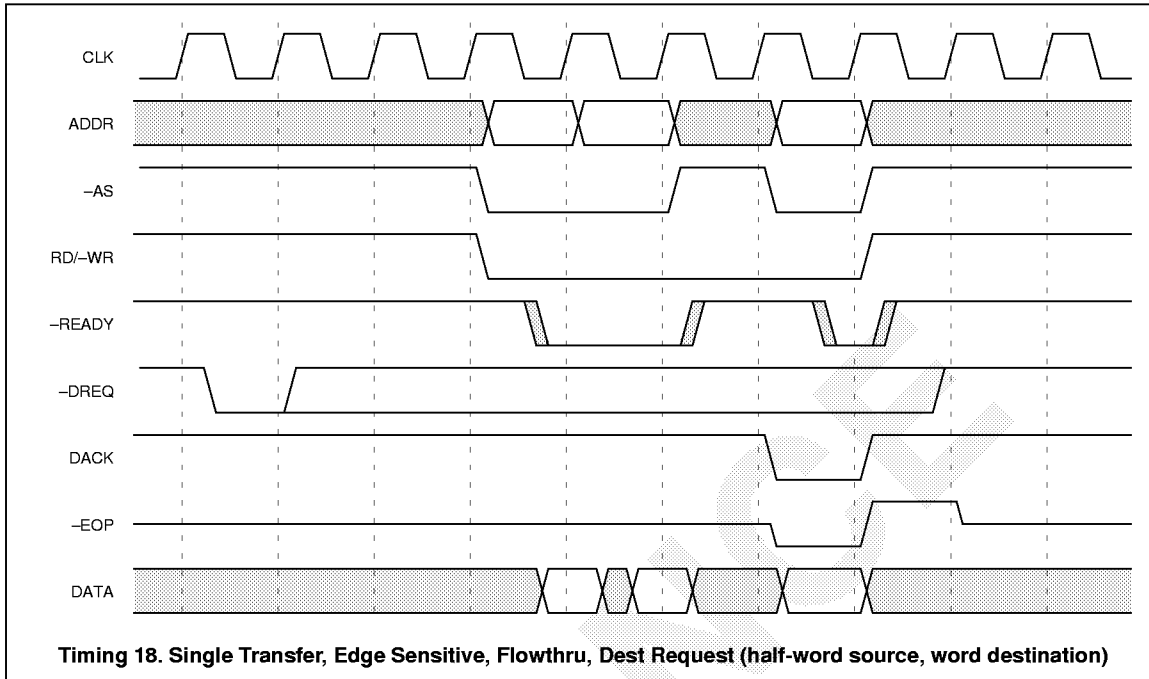 CLK
ADDR
–AS
RD/–WR
–READY
–DREQ
DACK
–EOP
DATA
Timing 18. Single Transfer, Edge Sensitive, Flowthru, Dest Request (half-word source, word destination)